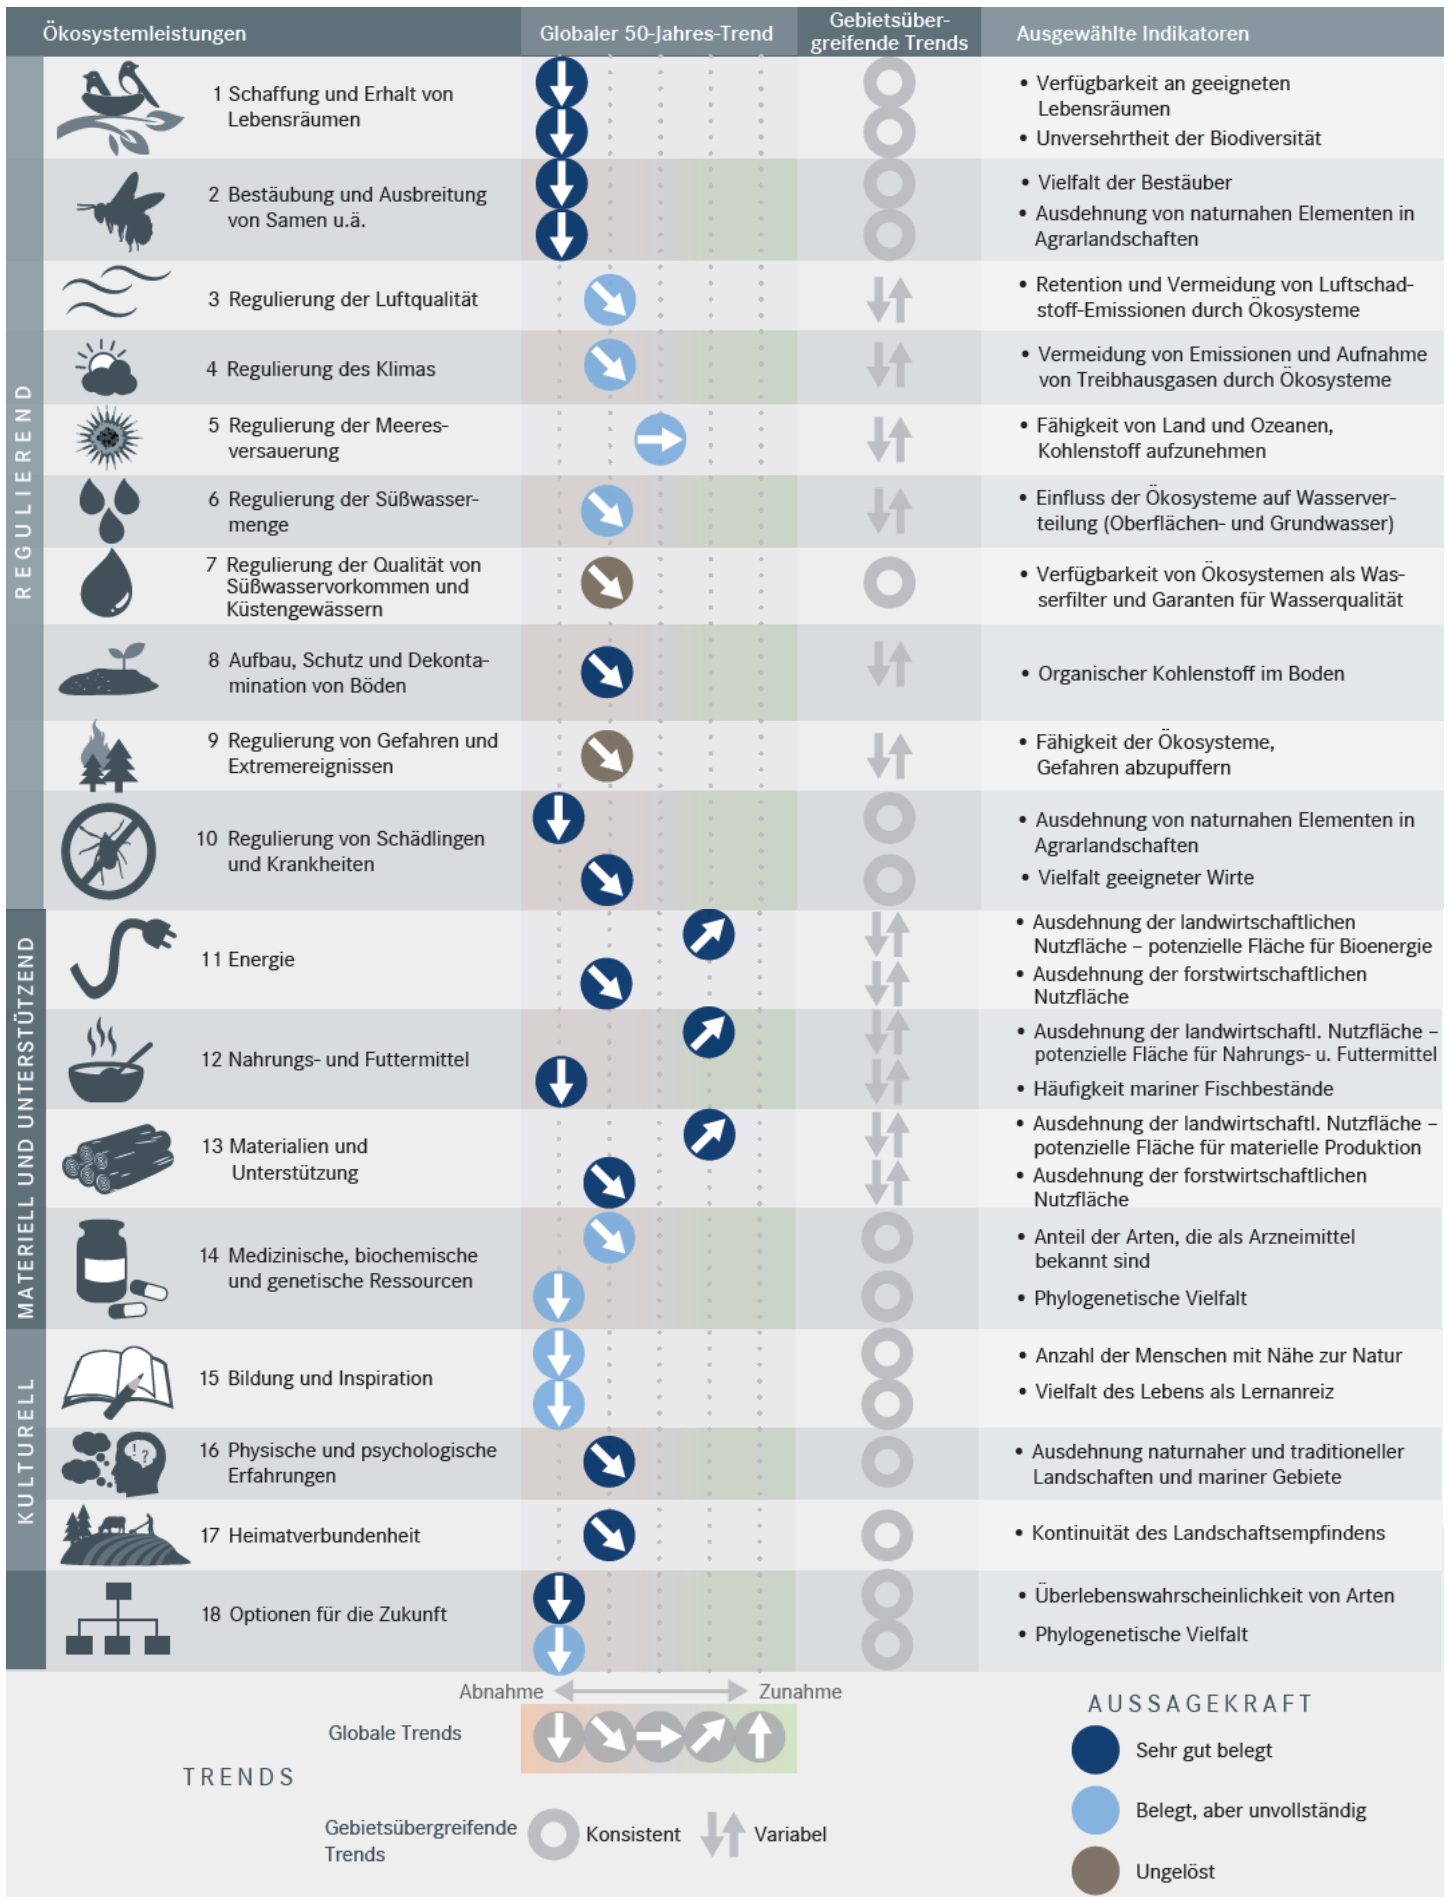 Ökosystemleistungen
Globaler 50-Jahres-Trend
Gebietsüber-
greifende Trends
Ausgewählte Indikatoren
REGULIEREND
1 Schaffung und Erhalt von
Lebensräumen
• Verfügbarkeit an geeigneten
Lebensräumen
• Unversehrtheit der Biodiversität
2 Bestäubung und Ausbreitung
von Samen u.ä.
• Vielfalt der Bestäuber
• Ausdehnung von naturnahen Elementen in
Agrarlandschaften
3 Regulierung der Luftqualität
• Retention und Vermeidung von Luftschad-
stoff-Emissionen durch Ökosysteme
4 Regulierung des Klimas
• Vermeidung von Emissionen und Aufnahme
von Treibhausgasen durch Ökosysteme
5 Regulierung der Meeres-
versauerung
• Fähigkeit von Land und Ozeanen,
Kohlenstoff aufzunehmen
6 Regulierung der Süßwasser-
menge
• Einfluss der Ökosysteme auf Wasserver-
teilung (Oberflächen- und Grundwasser)
7 Regulierung der Qualität von
Süßwasservorkommen und
Küstengewässern
• Verfügbarkeit von Ökosystemen als Was-
serfilter und Garanten für Wasserqualität
8 Aufbau, Schutz und Dekonta-
mination von Böden
• Organischer Kohlenstoff im Boden
9 Regulierung von Gefahren und
Extremereignissen
• Fähigkeit der Ökosysteme,
Gefahren abzupuffern
10 Regulierung von Schädlingen
und Krankheiten
• Ausdehnung von naturnahen Elementen in
Agrarlandschaften
• Vielfalt geeigneter Wirte
MATERIELL UND UNTERSTÜTZEND
11 Energie
• Ausdehnung der landwirtschaftlichen
Nutzfläche – potenzielle Fläche für Bioenergie
• Ausdehnung der forstwirtschaftlichen
Nutzfläche
12 Nahrungs- und Futtermittel
• Ausdehnung der landwirtschaftl. Nutzfläche –
potenzielle Fläche für Nahrungs- u. Futtermittel
• Häufigkeit mariner Fischbestände
13 Materialien und
Unterstützung
• Ausdehnung der landwirtschaftl. Nutzfläche –
potenzielle Fläche für materielle Produktion
• Ausdehnung der forstwirtschaftlichen
Nutzfläche
14 Medizinische, biochemische
und genetische Ressourcen
• Anteil der Arten, die als Arzneimittel
bekannt sind
• Phylogenetische Vielfalt
KULTURELL
15 Bildung und Inspiration
• Anzahl der Menschen mit Nähe zur Natur
• Vielfalt des Lebens als Lernanreiz
16 Physische und psychologische
Erfahrungen
• Ausdehnung naturnaher und traditioneller
Landschaften und mariner Gebiete
17 Heimatverbundenheit
• Kontinuität des Landschaftsempfindens
18 Optionen für die Zukunft
• Überlebenswahrscheinlichkeit von Arten
• Phylogenetische Vielfalt
Abnahme
Zunahme
Globale Trends
TRENDS
Gebietsübergreifende
Trends
Konsistent
Variabel
AUSSAGEKRAFT
Sehr gut belegt
Belegt, aber unvollständig
Ungelöst